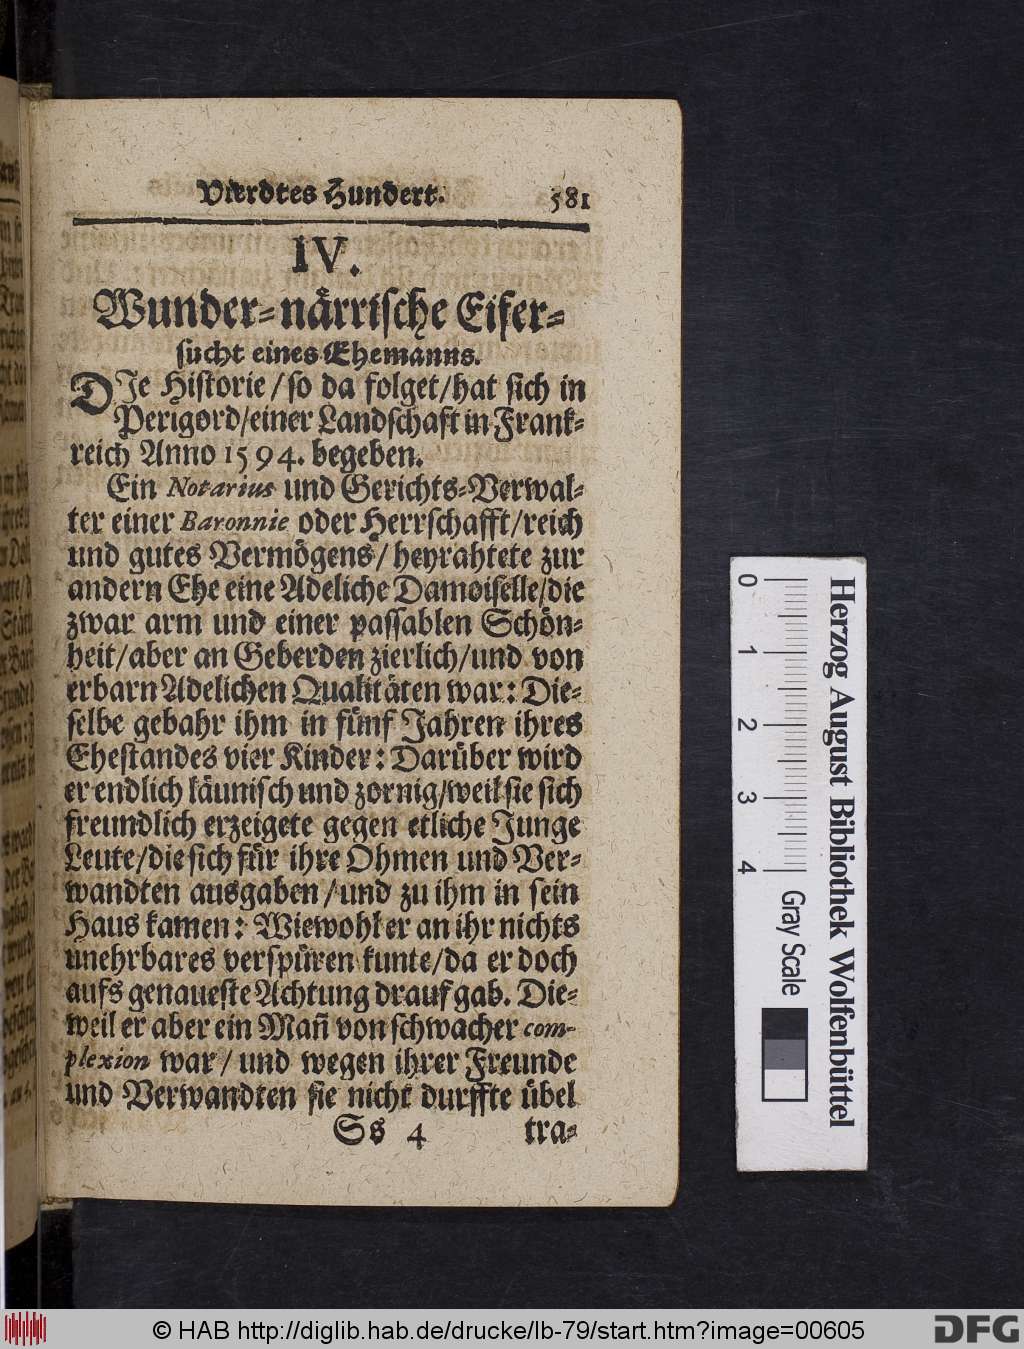 Vierdtes Hundert. 581
IV.
Wunder-närrische Eifer-
sucht eines Ehemanns.
DIe Historie/so da folget/hat sich in
Perigord/einer Landschaft in Frank-
reich Anno 1594. begeben.
Ein Notarius und Gerichts-Verwal-
ter einer Baronnie oder Herrschafft/reich
und gutes Vermögens/heyrahtete zur
andern Ehe eine Adeliche Damoiselle/die
zwar arm und einer passablen Schön-
heit/aber an Geberden zierlich/und von
erbarn Adelichen Qualitäten war: Die-
selbe gebahr ihm in fünf Jahren ihres
Ehestandes vier Kinder: Darüber wird
er endlich läunisch und zornig/weil sie sich
freundlich erzeigete gegen etliche Junge
Leute/die sich für ihre Ohmen und Ver-
wandten ausgaben/und zu ihm in sein
Haus kamen: Wiewohl er an ihr nichts
unehrbares verspüren kunte/da er doch
aufs genaueste Achtung drauf gab. Die-
weil er aber ein Mañ von schwacher com-
plexion war/und wegen ihrer Freunde
und Verwandten sie nicht durffte übel
Ss 4 tra-
0 1 2 3 4 Gray Scale
Herzog August Bibliothek Wolfenbüttel
© HAB http://diglib.hab.de/drucke/lb-79/start.htm?image=00605
DFG